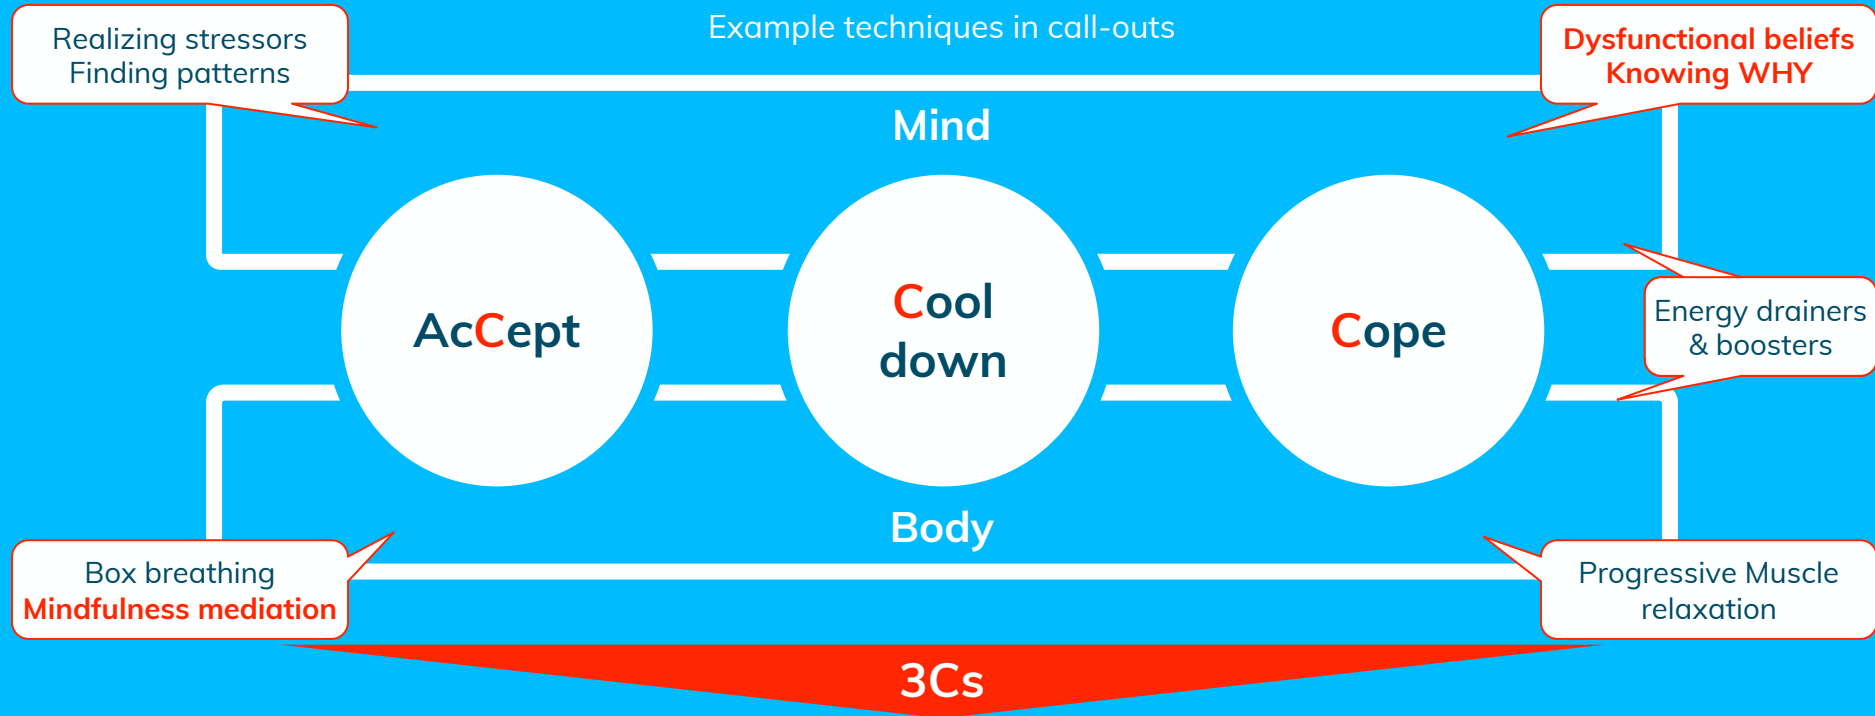 Example techniques in call-outs
Realizing stressors
Finding patterns
Dysfunctional beliefs
Knowing WHY
Mind
AcCept
Cool
down
Cope
Energy drainers
& boosters
Body
Box breathing
Mindfulness mediation
Progressive Muscle
relaxation
3Cs